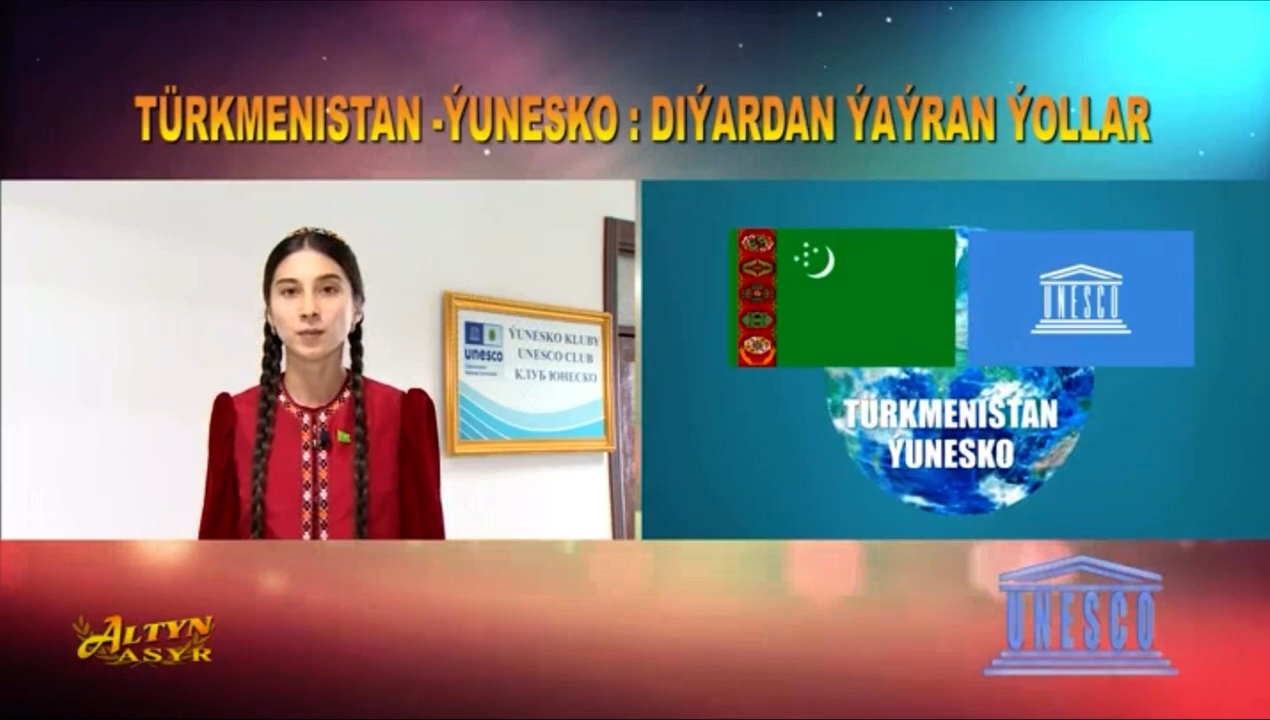 TÜRKMENISTAN -ÝUNESKO : DIÝARDAN ÝAÝRAN ÝOLLAR
ÝUNESKO KLUBY
unesco
UNESCO CLUB
КЛУБ ЮНЕСКО
UNESCO
TÜRKMENISTAN
ÝUNESKO
ALTYN
ASYR
UNESCO